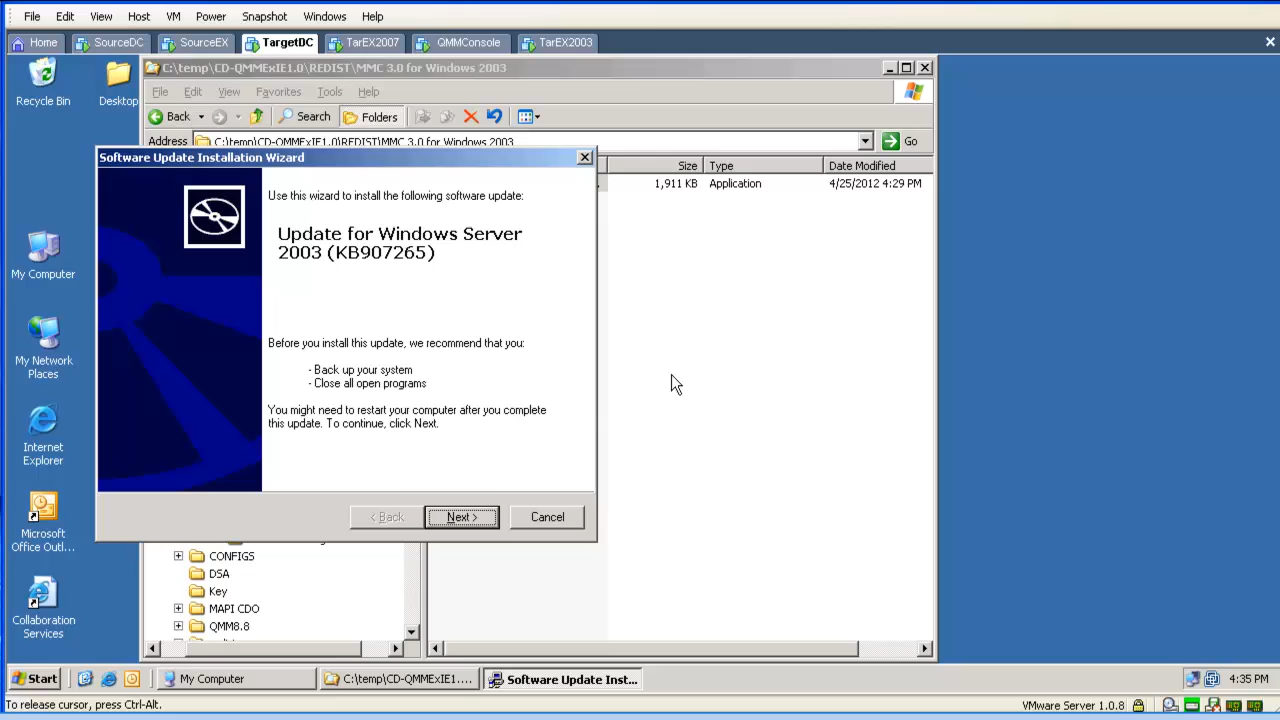 File Edit View Host VM Power Snapshot Windows Help
Home SourceDC SourceEX TargetDC TarEX2007 QMMConsole TarEX2003
Recycle Bin
Desktop
C:\temp\CD-QMMExIE1.0\REDIST\MMC 3.0 for Windows 2003
File Edit View Favorites Tools Help
Back Search Folders
Address C:\temp\CD-QMMExIE1.0\REDIST\MMC 3.0 for Windows 2003 Go
Software Update Installation Wizard
Size Type Date Modified
1,911 KB Application 4/25/2012 4:29 PM
Use this wizard to install the following software update:
Update for Windows Server
2003 (KB907265)
Before you install this update, we recommend that you:
- Back up your system
- Close all open programs
You might need to restart your computer after you complete
this update. To continue, click Next.
< Back Next > Cancel
My Computer
My Network
Places
Internet
Explorer
Microsoft
Office Outl...
Collaboration
Services
CONFIGS
DSA
Key
MAPI CDO
QMM8.8
Start My Computer C:\temp\CD-QMMExIE1.... Software Update Inst... 4:35 PM
To release cursor, press Ctrl-Alt. VMware Server 1.0.8